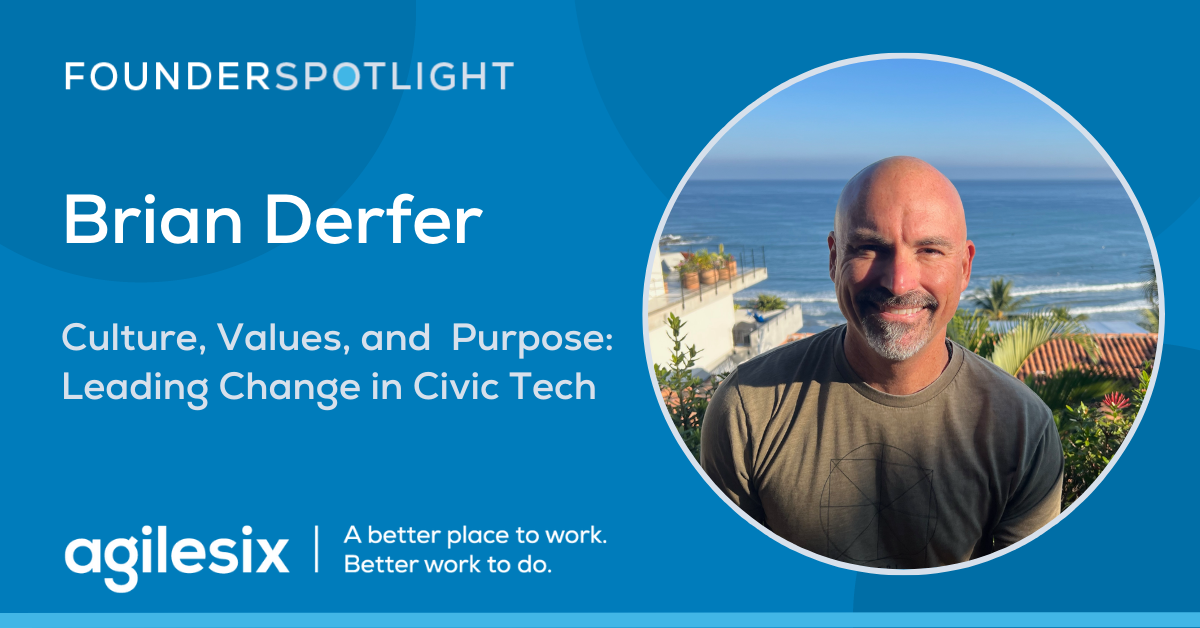 FOUNDERSPOTLIGHT
Brian Derfer
Culture, Values, and  Purpose:
Leading Change in Civic Tech
agilesix
A better place to work.
Better work to do.